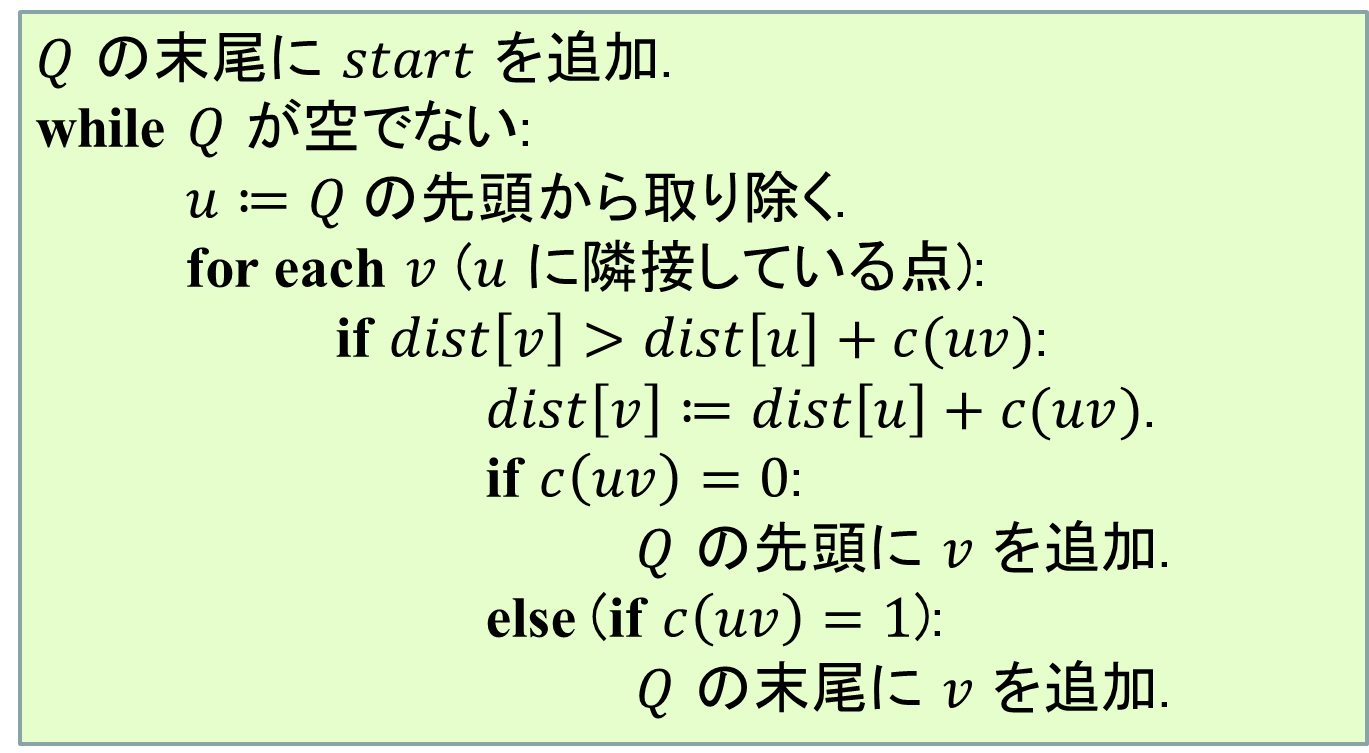 Q の末尾に start を追加.
while Q が空でない:
u ≔ Q の先頭から取り除く.
for each v (u に隣接している点):
if dist[v] > dist[u] + c(uv):
dist[v] ≔ dist[u] + c(uv).
if c(uv) = 0:
Q の先頭に v を追加.
else (if c(uv) = 1):
Q の末尾に v を追加.